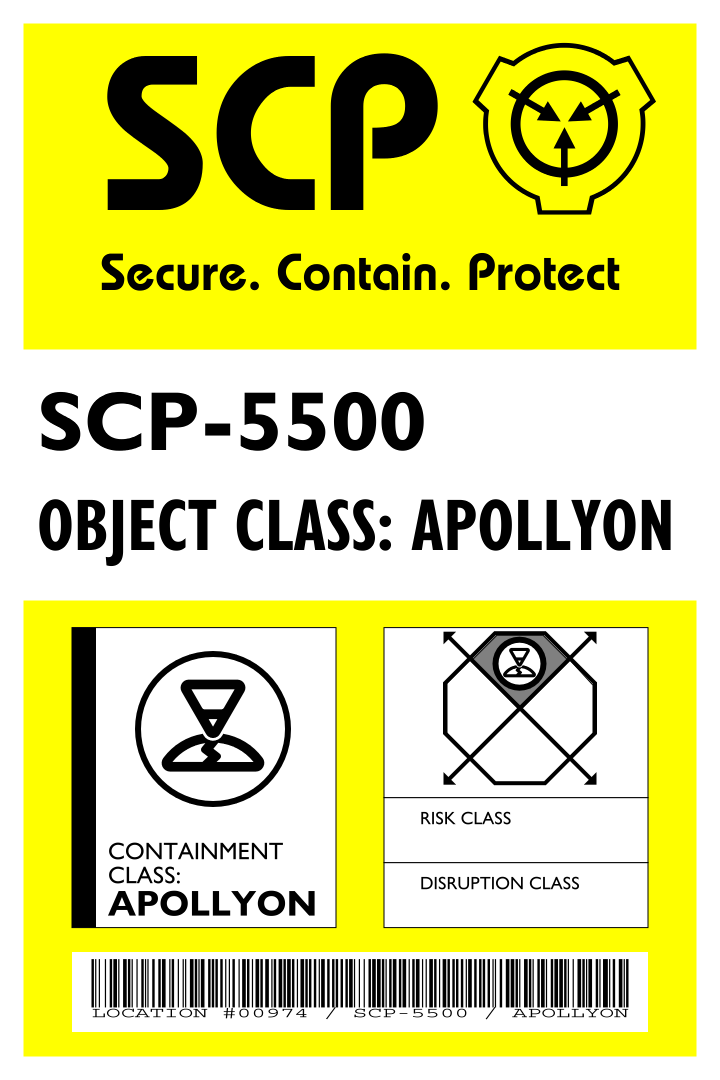 SCP
Secure. Contain. Protect
SCP-5500
OBJECT CLASS: APOLLYON
CONTAINMENT
CLASS:
APOLLYON
RISK CLASS
DISRUPTION CLASS
LOCATION #00974 / SCP-5500 / APOLLYON